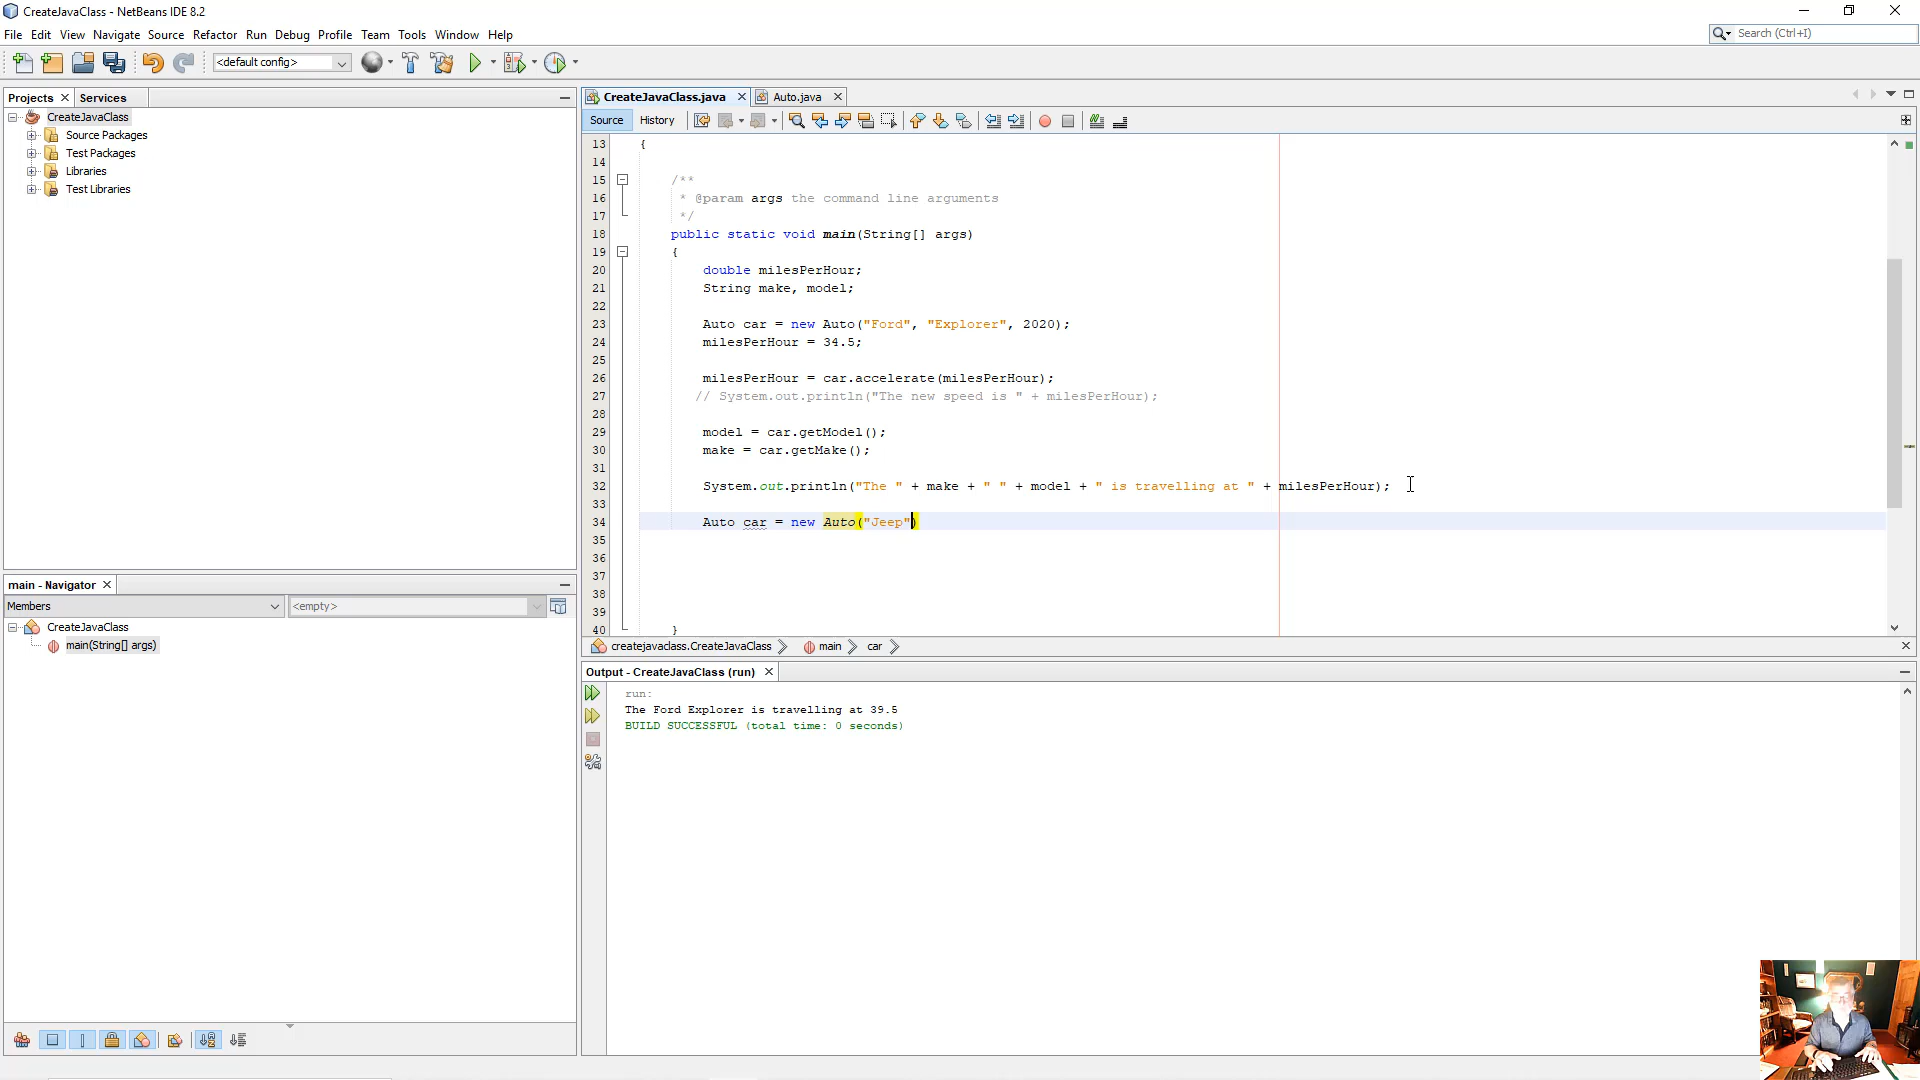 CreateJavaClass - NetBeans IDE 8.2
File Edit View Navigate Source Refactor Run Debug Profile Team Tools Window Help
Search (Ctrl+I)
<default config>
Projects Services
CreateJavaClass
Source Packages
Test Packages
Libraries
Test Libraries
CreateJavaClass.java Auto.java
Source History
13 {
14
15 /**
16 * @param args the command line arguments
17 */
18 public static void main(String[] args)
19 {
20 double milesPerHour;
21 String make, model;
22
23 Auto car = new Auto("Ford", "Explorer", 2020);
24 milesPerHour = 34.5;
25
26 milesPerHour = car.accelerate(milesPerHour);
27 // System.out.println("The new speed is " + milesPerHour);
28
29 model = car.getModel();
30 make = car.getMake();
31
32 System.out.println("The " + make + " " + model + " is travelling at " + milesPerHour);
33
34 Auto car = new Auto("Jeep")
35
36
37
38
39
40 }
createjavaclass.CreateJavaClass main car
main - Navigator
Members <empty>
CreateJavaClass
main(String[] args)
Output - CreateJavaClass (run)
run:
The Ford Explorer is travelling at 39.5
BUILD SUCCESSFUL (total time: 0 seconds)